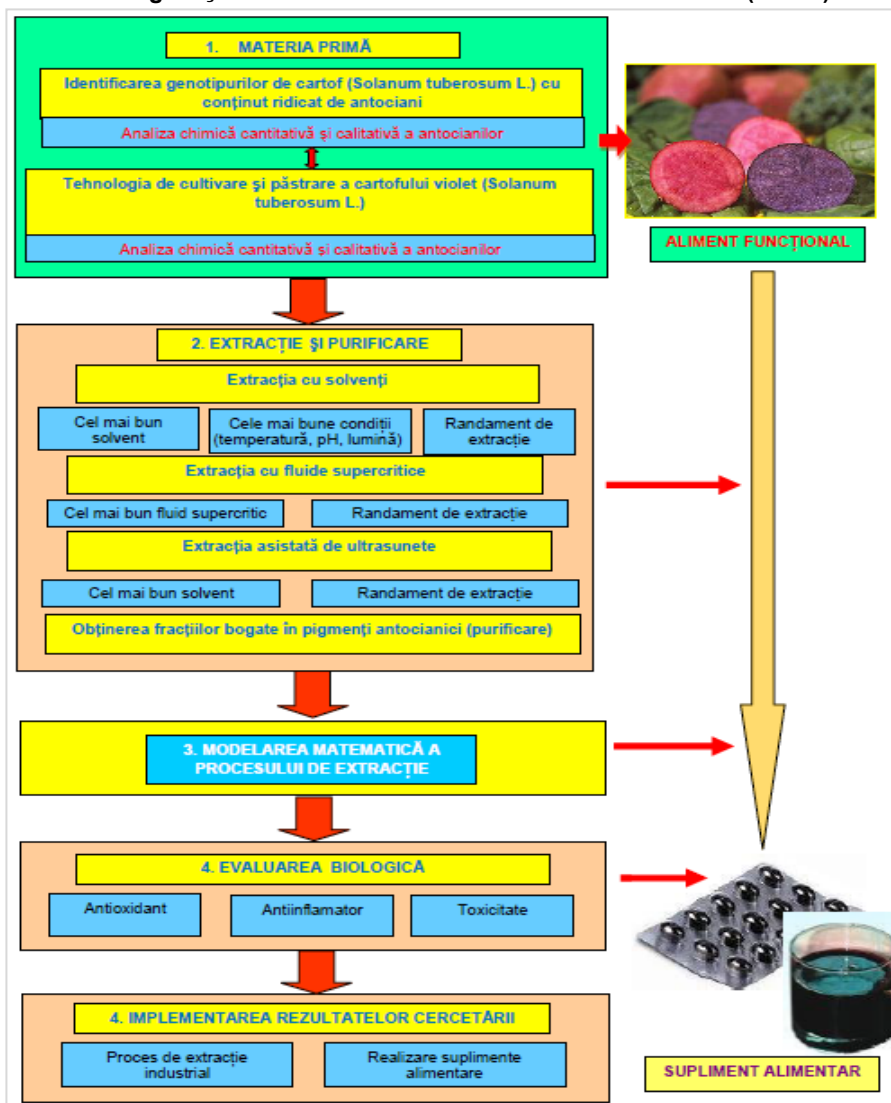 1. MATERIA PRIMĂ
Identificarea genotipurilor de cartof (Solanum tuberosum L.) cu
conținut ridicat de antociani
Analiza chimică cantitativă și calitativă a antocianilor
Tehnologia de cultivare şi păstrare a cartofului violet (Solanum
tuberosum L.)
Analiza chimică cantitativă și calitativă a antocianilor
ALIMENT FUNCȚIONAL
2. EXTRACȚIE ŞI PURIFICARE
Extracția cu solvenți
Cel mai bun
solvent
Cele mai bune condiții
(temperatură, pH, lumină)
Randament de
extracție
Extracția cu fluide supercritice
Cel mai bun fluid supercritic
Randament de extracție
Extracția asistată de ultrasunete
Cel mai bun solvent
Randament de extracție
Obținerea fracțiilor bogate în pigmenți antocianici (purificare)
3. MODELAREA MATEMATICĂ A
PROCESULUI DE EXTRACȚIE
4. EVALUAREA BIOLOGICĂ
Antioxidant
Antiinflamator
Toxicitate
4. IMPLEMENTAREA REZULTATELOR CERCETĂRII
Proces de extracție
industrial
Realizare suplimente
alimentare
SUPLIMENT ALIMENTAR